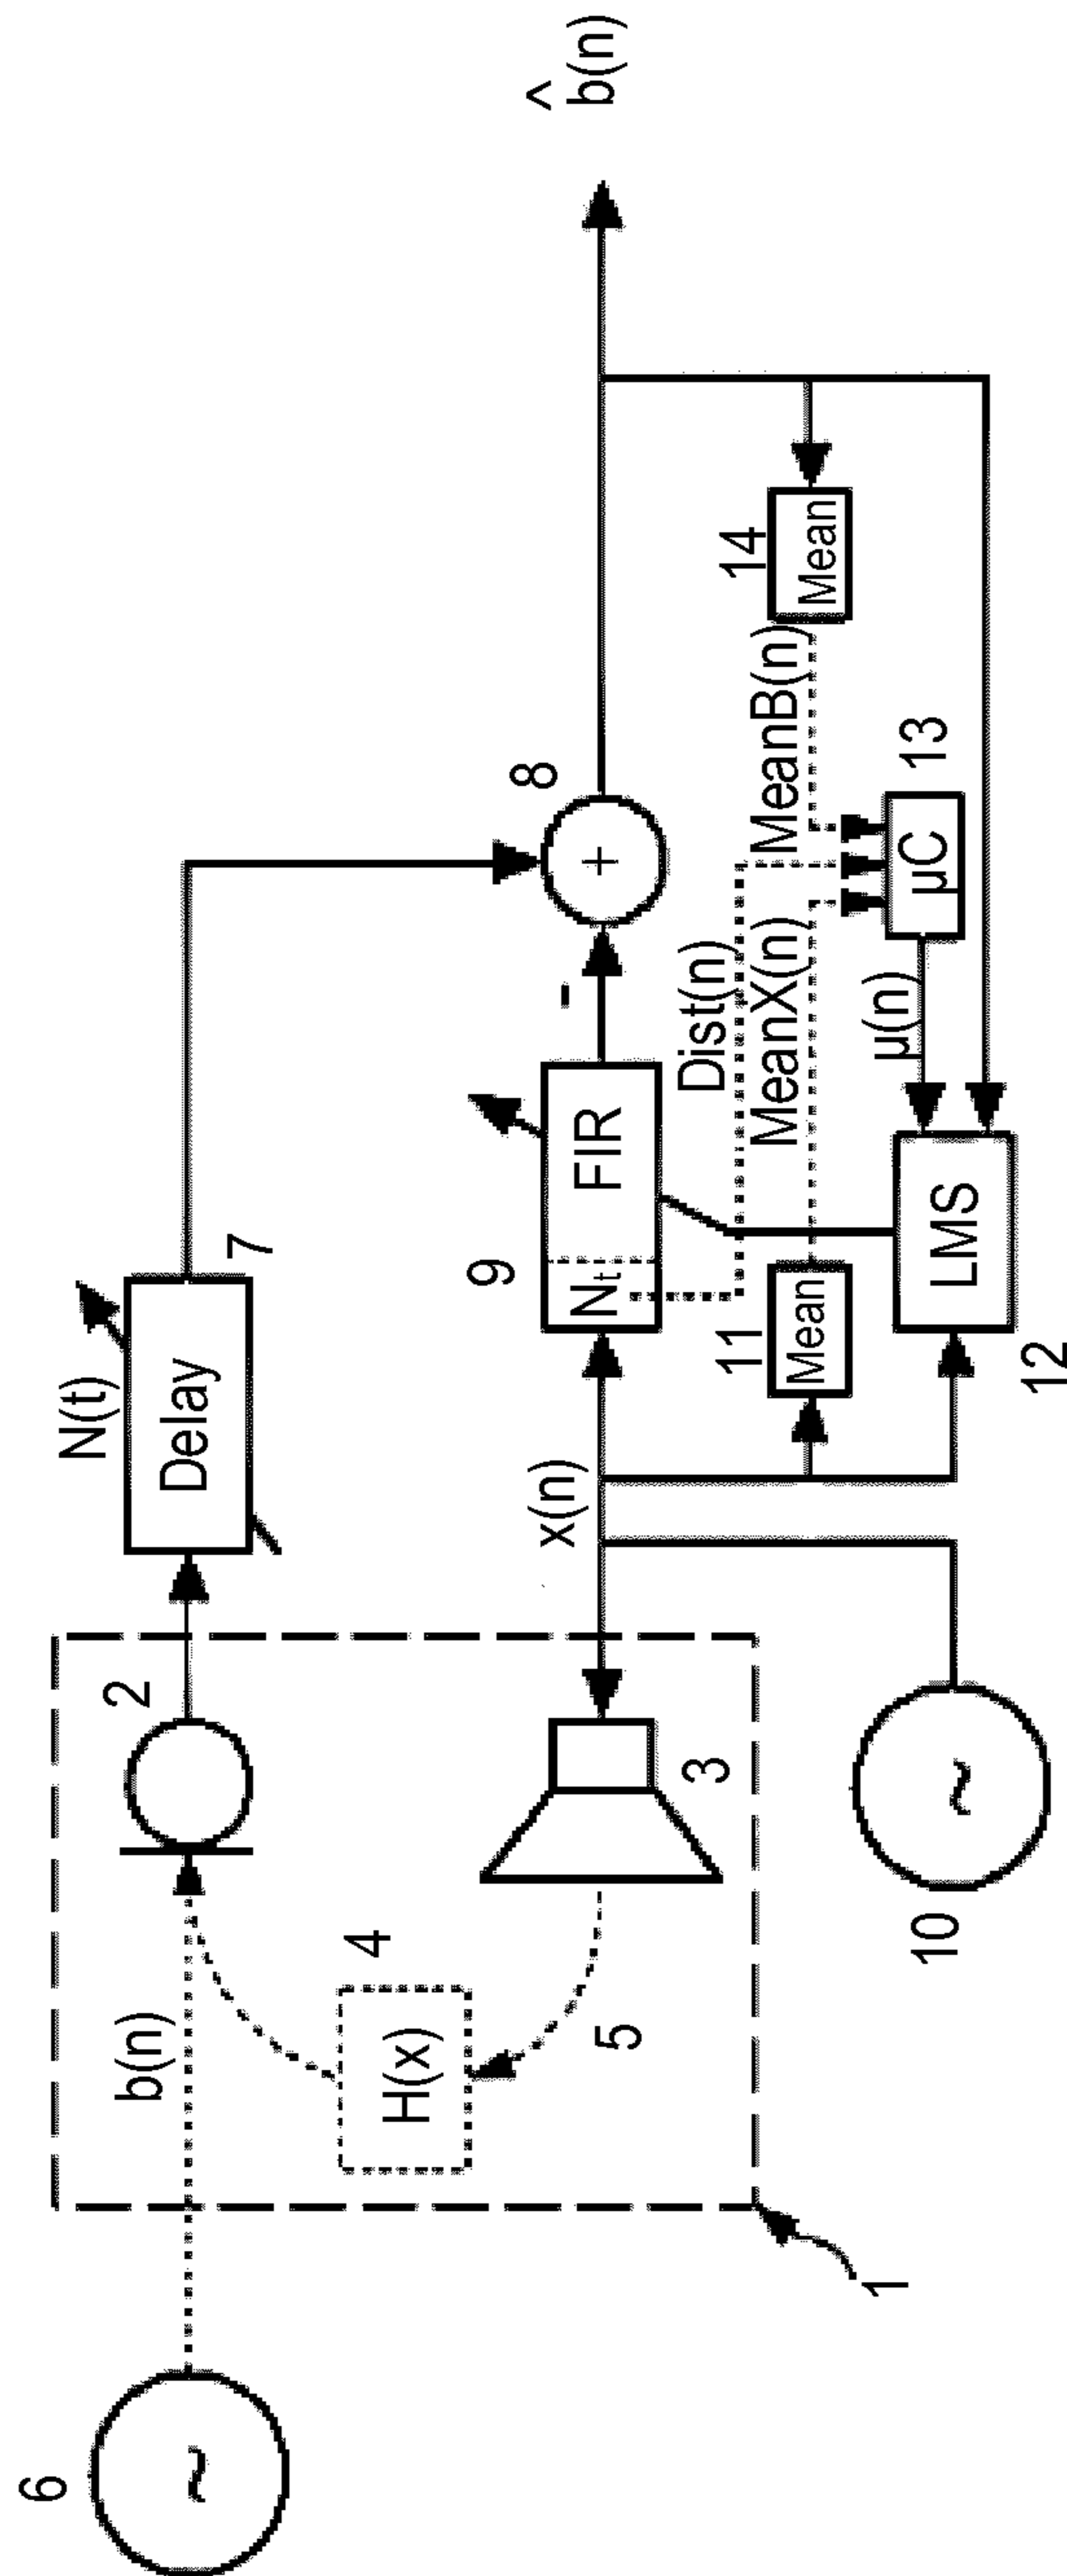 6
~
b(n)
1
H(x)
4
5
2
3
10
~
N(t)
Delay
7
x(n)
9
Nt
FIR
-
8
+
b̂(n)
11
Mean
12
LMS
Dist(n)
MeanX(n)
MeanB(n)
μ(n)
μC
13
14
Mean